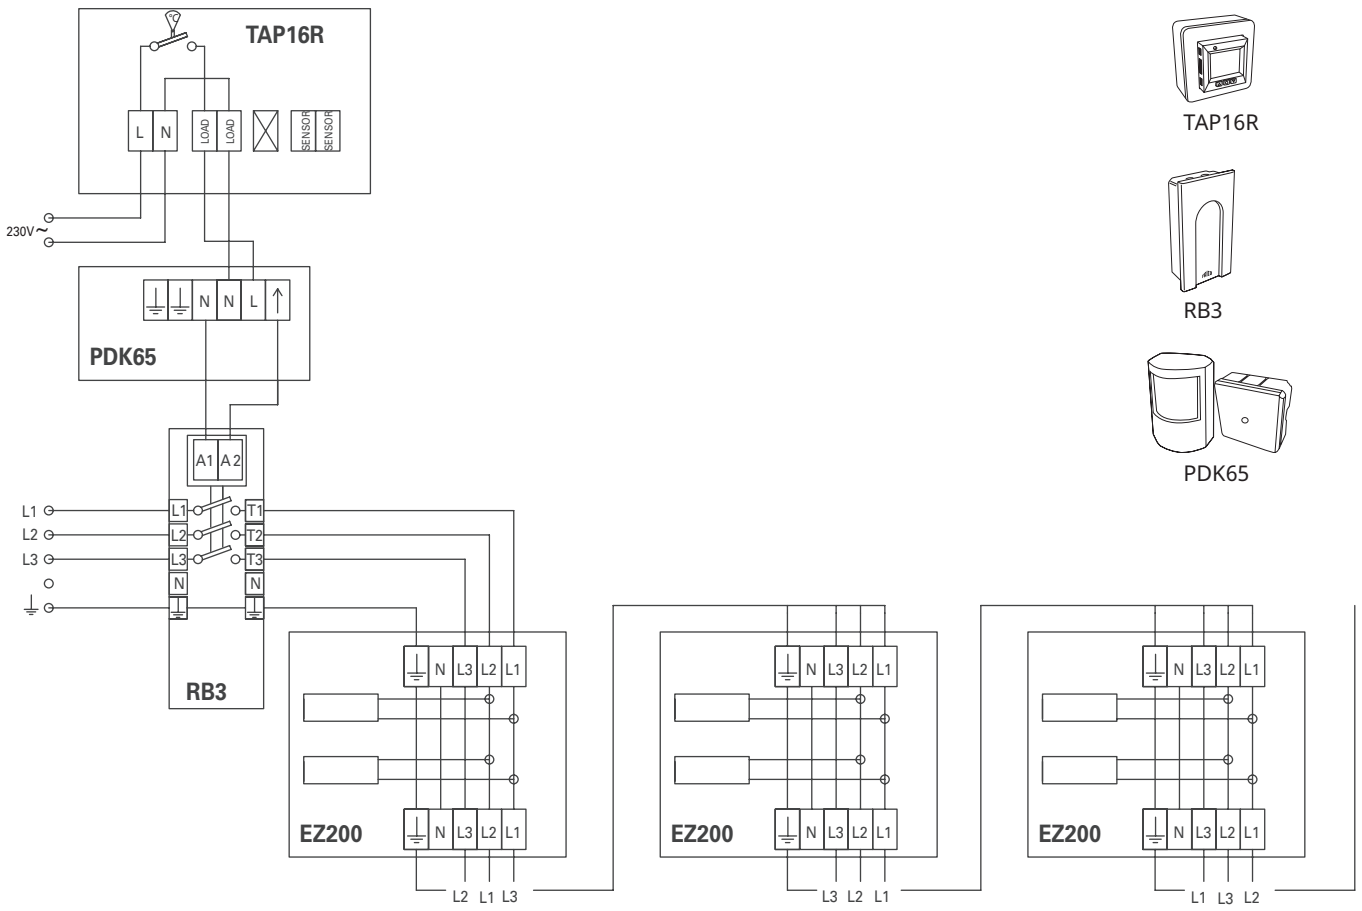 TAP16R
°C
L N LOAD LOAD SENSOR SENSOR
230V~
N N L
PDK65
A1 A2
L1 L1 T1
L2 L2 T2
L3 L3 T3
N N
RB3
N L3 L2 L1
N L3 L2 L1
EZ200
L2 L1 L3
N L3 L2 L1
N L3 L2 L1
EZ200
L3 L2 L1
N L3 L2 L1
N L3 L2 L1
EZ200
L1 L3 L2
TAP16R
RB3
PDK65